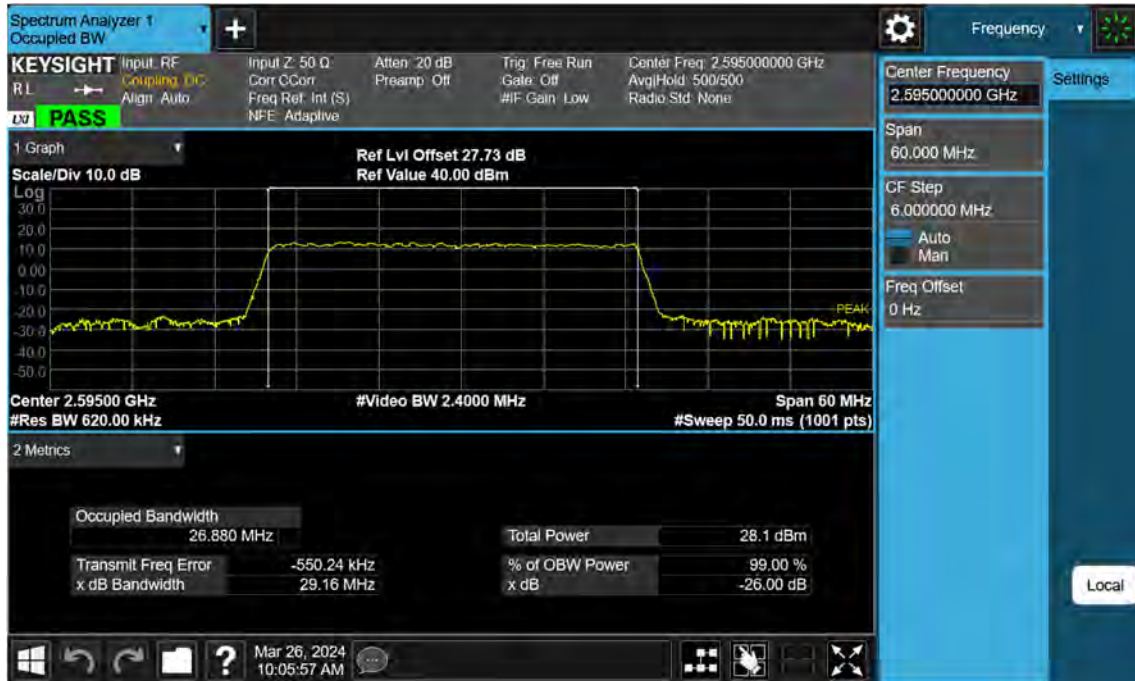 Spectrum Analyzer 1
Occupied BW
+
Frequency
KEYSIGHT Input: RF
R L Coupling: DC
Align: Auto
LXI PASS
Input Z: 50 Ω
Corr CCorr
Freq Ref: Int (S)
NFE: Adaptive
Atten: 20 dB
Preamp: Off
Trig: Free Run
Gate: Off
#IF Gain: Low
Center Freq: 2.595000000 GHz
Avg|Hold: 500/500
Radio Std: None
Center Frequency
2.595000000 GHz
Settings
Span
60.000 MHz
CF Step
6.000000 MHz
Auto
Man
Freq Offset
0 Hz
1 Graph
Scale/Div 10.0 dB
Ref Lvl Offset 27.73 dB
Ref Value 40.00 dBm
Log
30.0
20.0
10.0
0.00
-10.0
-20.0
-30.0
-40.0
-50.0
PEAK
Center 2.59500 GHz
#Video BW 2.4000 MHz
Span 60 MHz
#Res BW 620.00 kHz
#Sweep 50.0 ms (1001 pts)
2 Metrics
Occupied Bandwidth
26.880 MHz
Total Power 28.1 dBm
Transmit Freq Error -550.24 kHz
% of OBW Power 99.00 %
x dB Bandwidth 29.16 MHz
x dB -26.00 dB
Local
?
Mar 26, 2024
10:05:57 AM